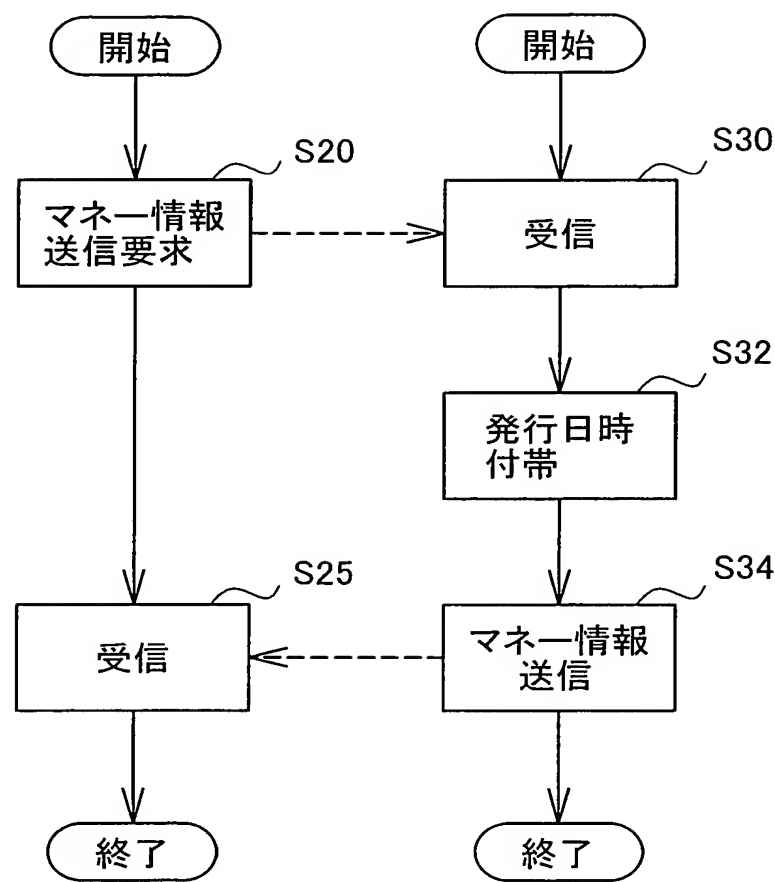 開始
開始
S20
S30
マネー情報
送信要求
受信
S32
発行日時
付帯
S25
S34
受信
マネー情報
送信
終了
終了